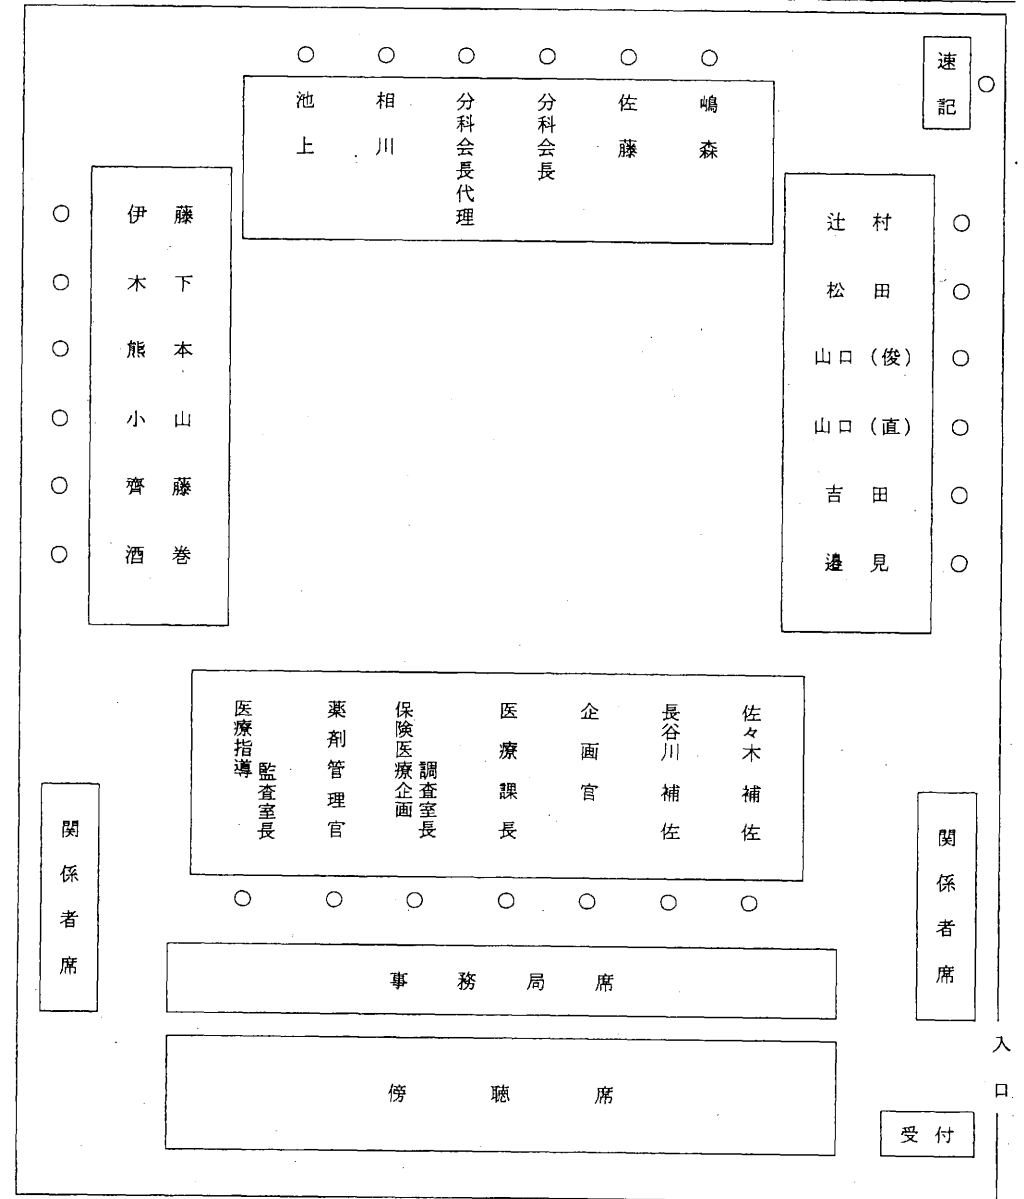 速記
池上
相川
分科会長代理
分科会長
佐藤
嶋森
伊藤
木下
熊本
小山
齊藤
酒巻
辻村
松田
山口(俊)
山口(直)
吉田
邉見
医療指導
監査室長
薬剤管理官
保険医療企画
調査室長
医療課長
企画官
長谷川補佐
佐々木補佐
関係者席
関係者席
事務局席
傍聴席
入口
受付